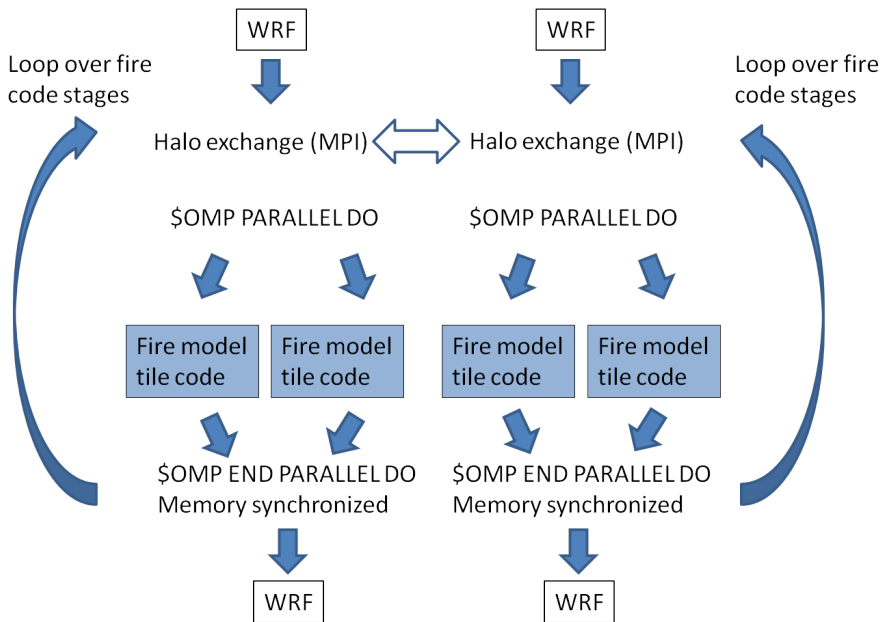 WRF
WRF
Loop over fire
code stages
Loop over fire
code stages
Halo exchange (MPI)
Halo exchange (MPI)
$OMP PARALLEL DO
$OMP PARALLEL DO
Fire model
tile code
Fire model
tile code
Fire model
tile code
Fire model
tile code
$OMP END PARALLEL DO
Memory synchronized
$OMP END PARALLEL DO
Memory synchronized
WRF
WRF